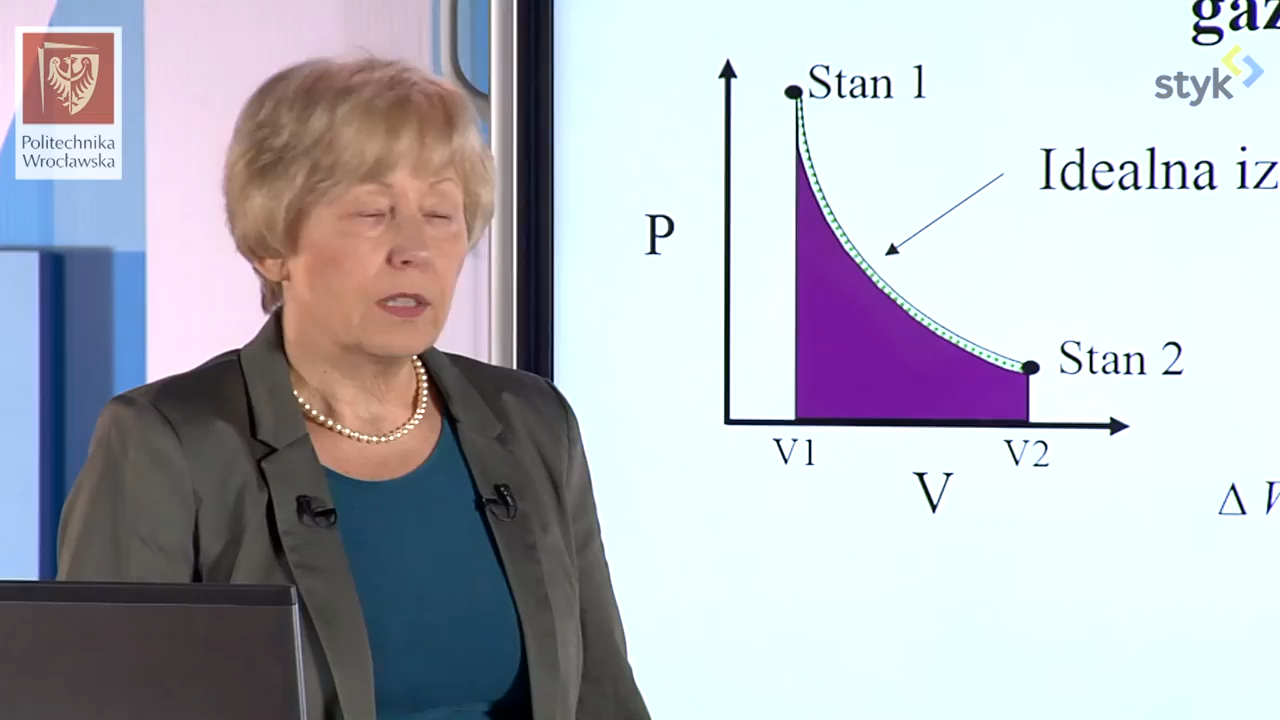 Politechnika
Wrocławska
gaz
styk
Stan 1
Idealna iz
P
Stan 2
V1
V2
V
Δ